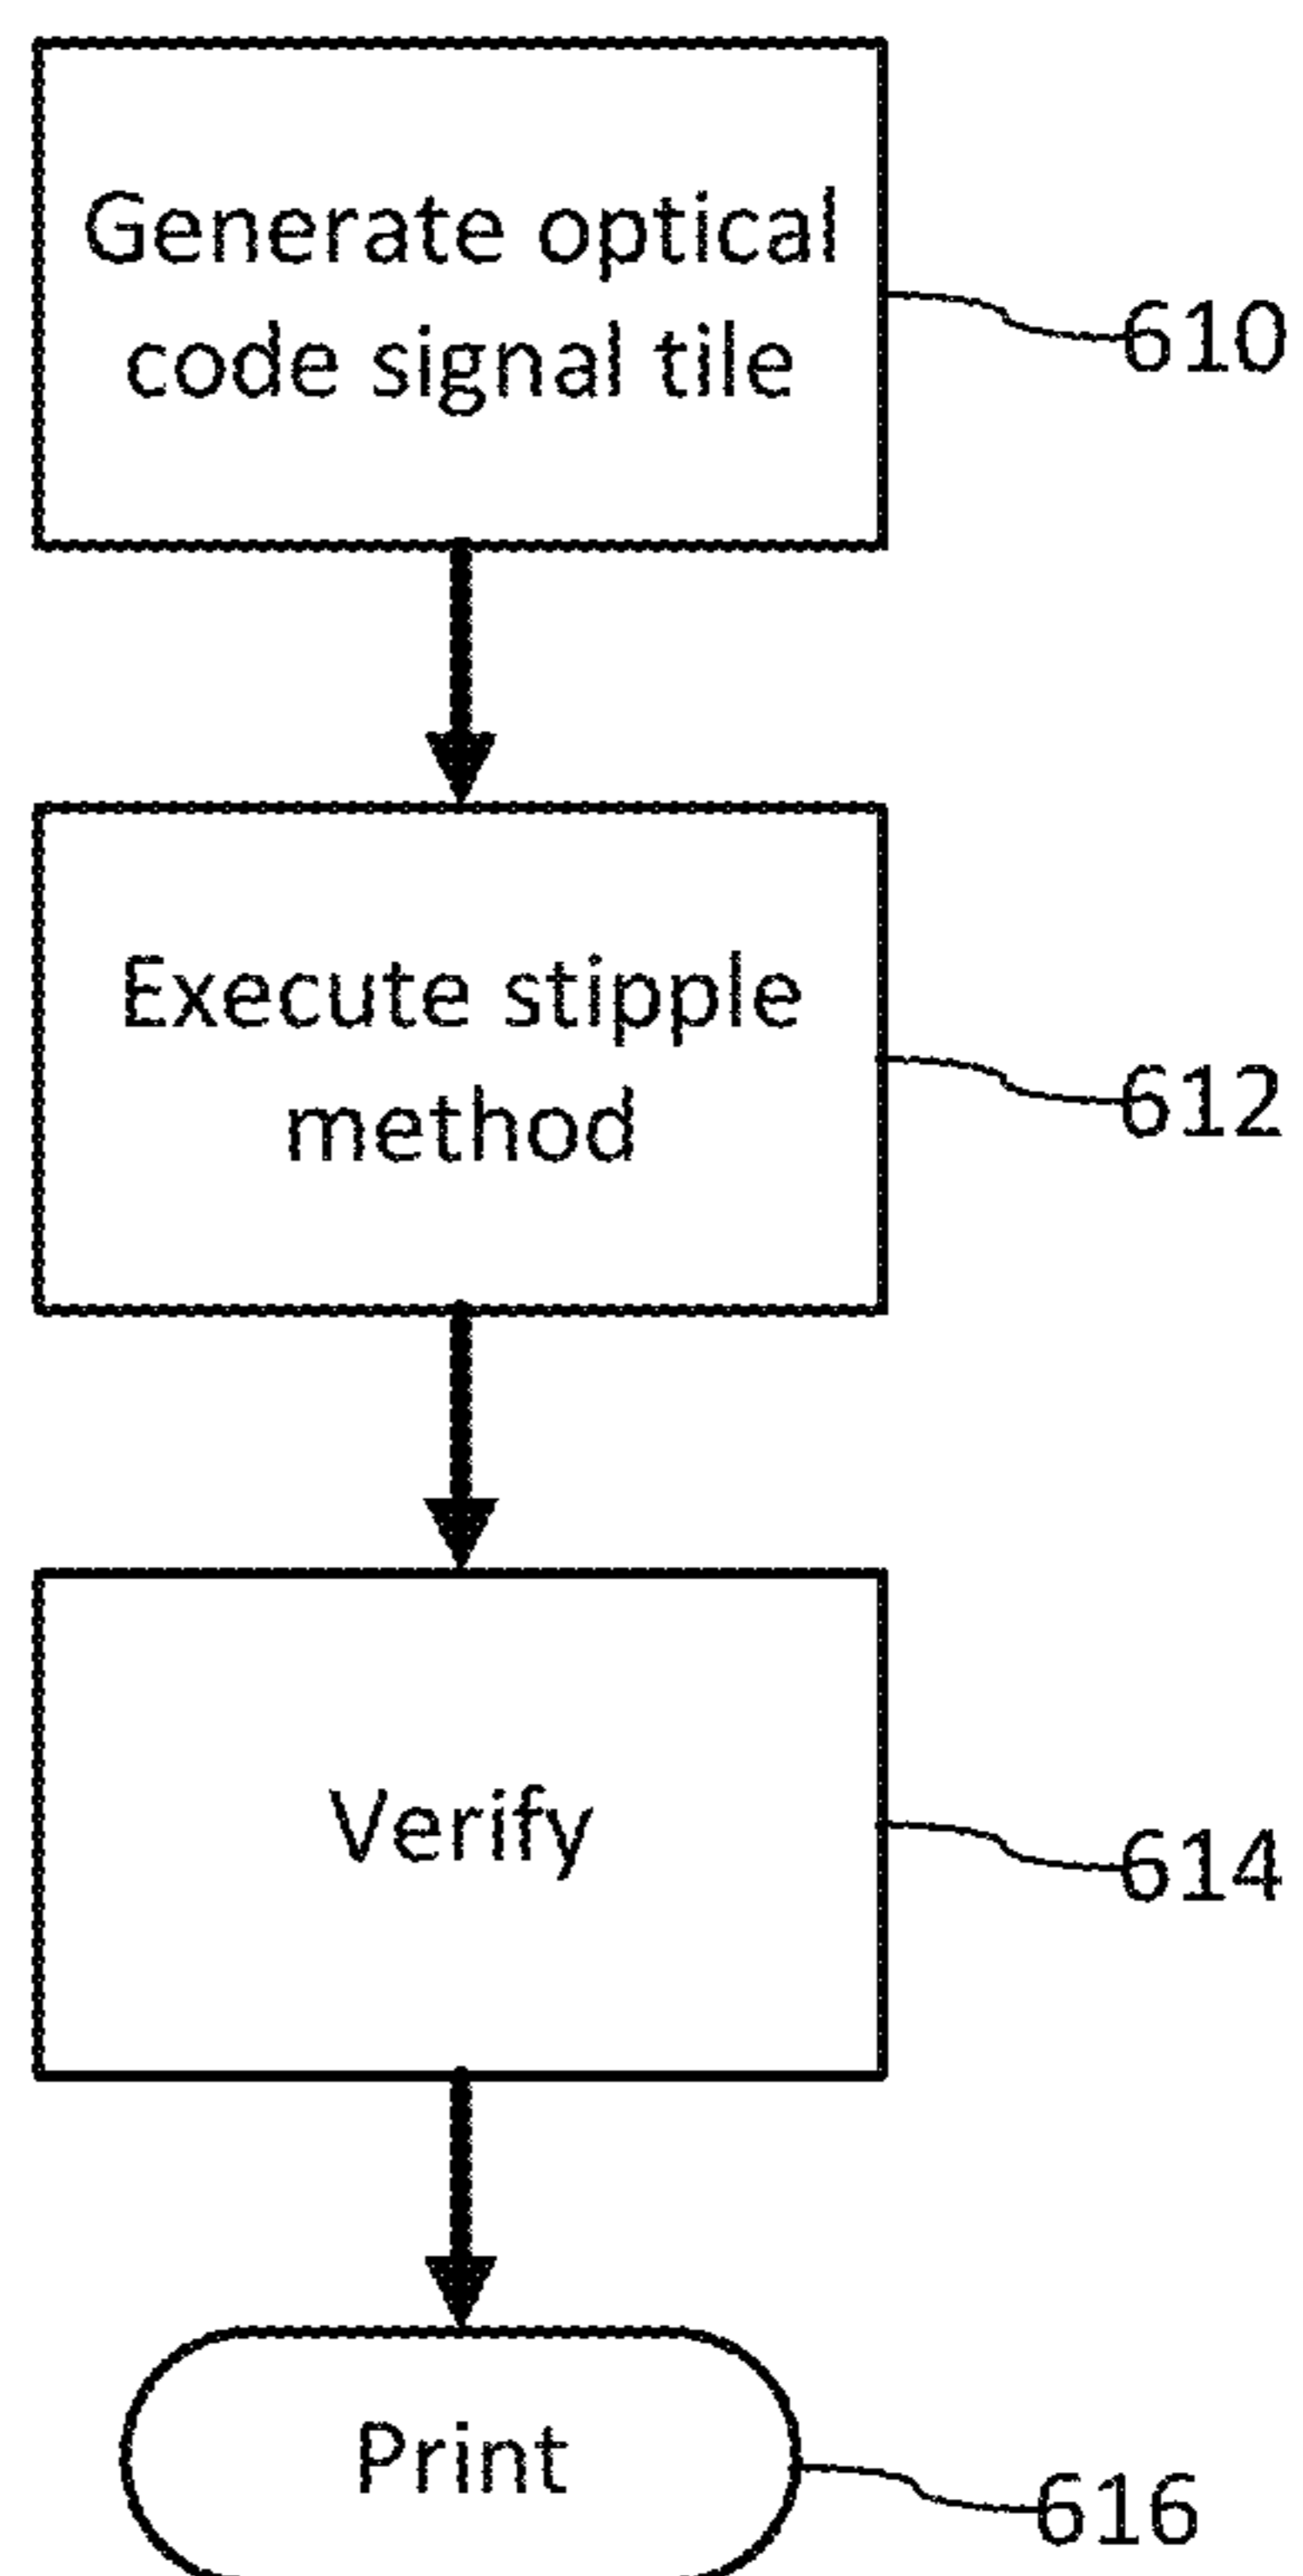 Generate optical
code signal tile
610
Execute stipple
method
612
Verify
614
Print
616